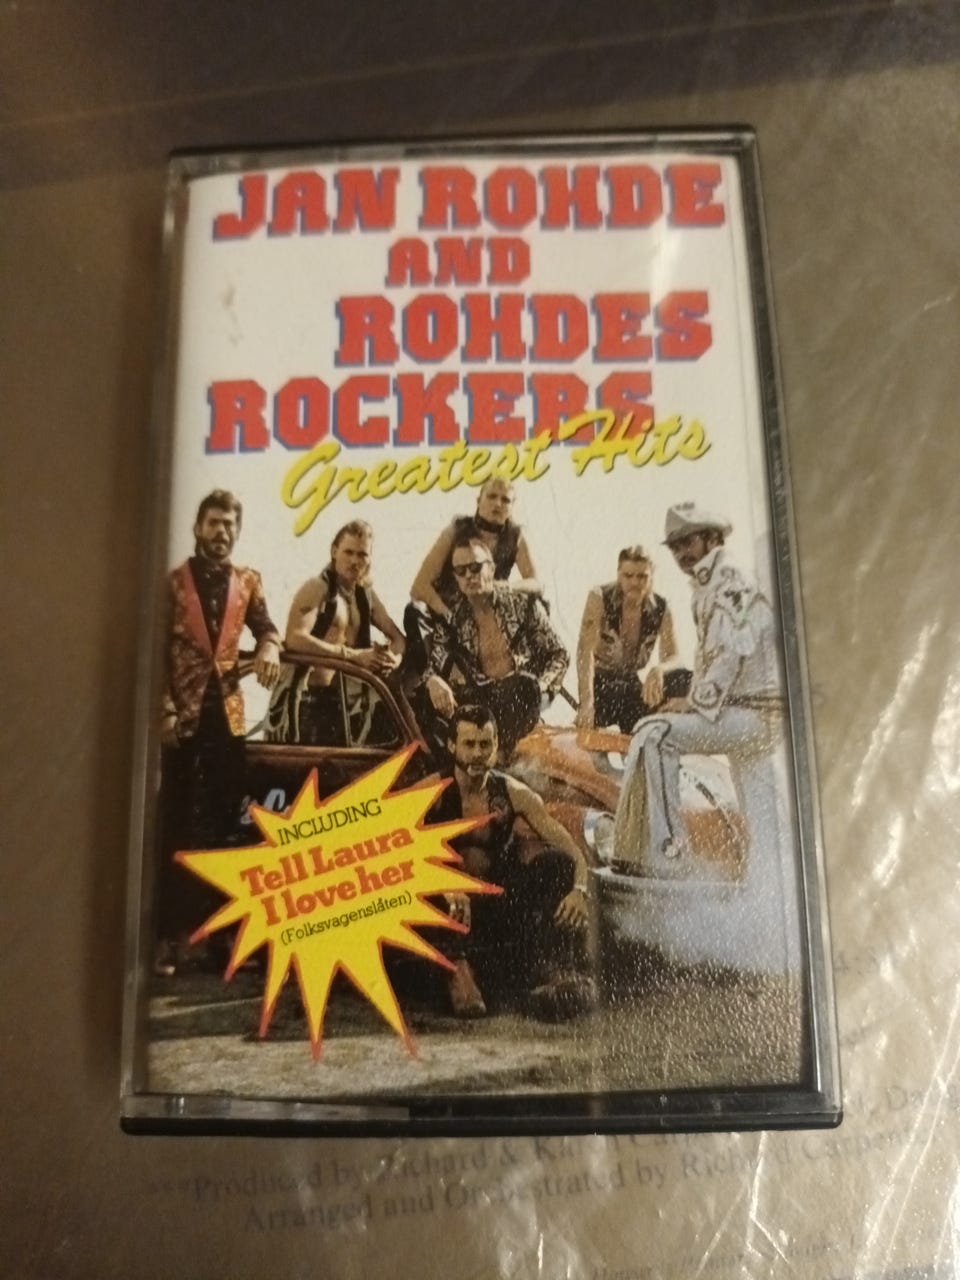 JAN ROHDE
AND
ROHDES
ROCKERS
Greatest Hits
INCLUDING
Tell Laura
I love her
(Folksvagenslåten)
Produced by Richard & Karen
Arranged and Orchestrated by Richard Carpenter